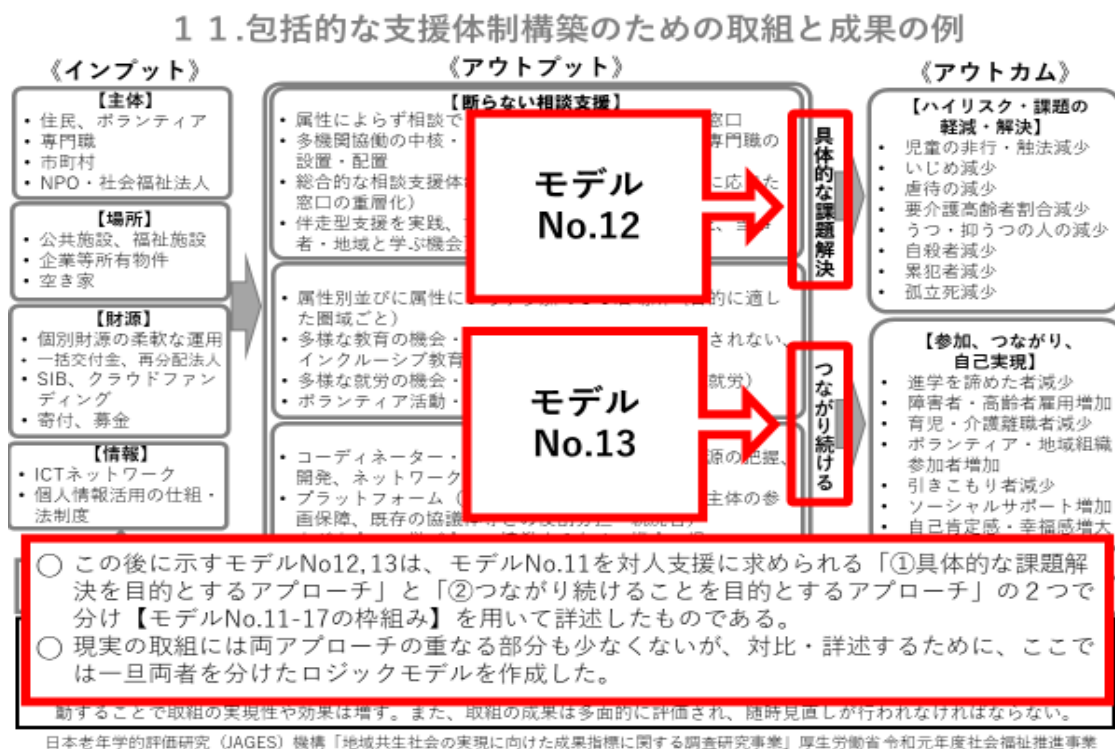 １１.包括的な支援体制構築のための取組と成果の例
《インプット》
【主体】
• 住民、ボランティア
• 専門職
• 市町村
• NPO・社会福祉法人
【場所】
• 公共施設、福祉施設
• 企業等所有物件
• 空き家
【財源】
• 個別財源の柔軟な運用
• 一括交付金、再分配法人
• SIB、クラウドファン
ディング
• 寄付、募金
【情報】
• ICTネットワーク
• 個人情報活用の仕組・
法制度
《アウトプット》
【断らない相談支援】
• 属性によらず相談で 窓口
• 多機関協働の中核・ 専門職の
設置・配置
• 総合的な相談支援体 に応じた
窓口の重層化）
• 伴走型支援を実践、
者・地域と学ぶ機会
• 属性別並びに属性に 的に適し
た圏域ごと）
• 多様な教育の機会・ されない、
インクルーシブ教育
• 多様な就労の機会・ 就労）
• ボランティア活動・
• コーディネーター・ 源の把握、
開発、ネットワーク
• プラットフォーム（ 主体の参
画保障、既存の協議
モデル
No.12
モデル
No.13
具体的な課題解決
つながり続ける
《アウトカム》
【ハイリスク・課題の
軽減・解決】
• 児童の非行・触法減少
• いじめ減少
• 虐待の減少
• 要介護高齢者割合減少
• うつ・抑うつの人の減少
• 自殺者減少
• 累犯者減少
• 孤立死減少
【参加、つながり、
自己実現】
• 進学を諦めた者減少
• 障害者・高齢者雇用増加
• 育児・介護離職者減少
• ボランティア・地域組織
参加者増加
• 引きこもり者減少
• ソーシャルサポート増加
• 自己肯定感・幸福感増大
○ この後に示すモデルNo12,13は、モデルNo.11を対人支援に求められる「①具体的な課題解
決を目的とするアプローチ」と「②つながり続けることを目的とするアプローチ」の２つで
分け【モデルNo.11-17の枠組み】を用いて詳述したものである。
○ 現実の取組には両アプローチの重なる部分も少なくないが、対比・詳述するために、ここで
は一旦両者を分けたロジックモデルを作成した。
動することで取組の実現性や効果は増す。また、取組の成果は多面的に評価され、随時見直しが行われなければならない。
日本老年学的評価研究（JAGES）機構「地域共生社会の実現に向けた成果指標に関する調査研究事業」厚生労働省令和元年度社会福祉推進事業